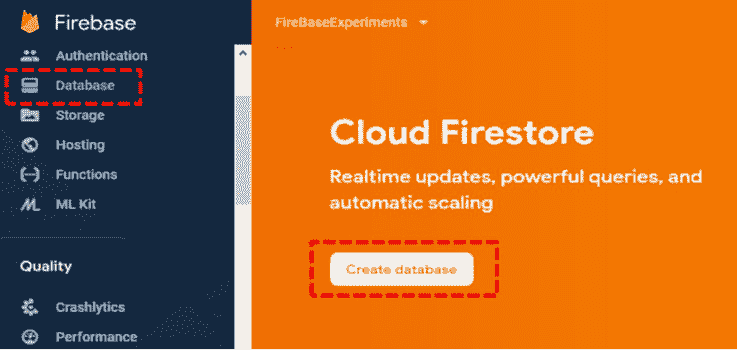 Firebase
Authentication
Database
Storage
Hosting
Functions
ML Kit
Quality
Crashlytics
Performance
FireBaseExperiments
Cloud Firestore
Realtime updates, powerful queries, and
automatic scaling
Create database